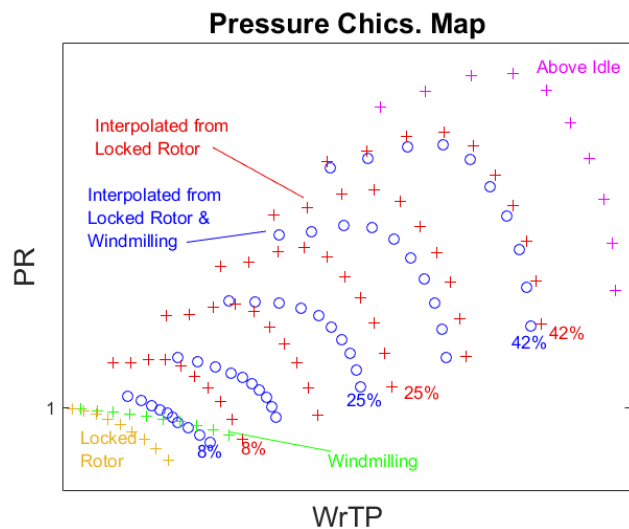 Pressure Chics. Map
Above Idle
Interpolated from
Locked Rotor
Interpolated from
Locked Rotor &
Windmilling
PR
42%
42%
25%
25%
1
Locked
Rotor
8%
8%
Windmilling
WrTP